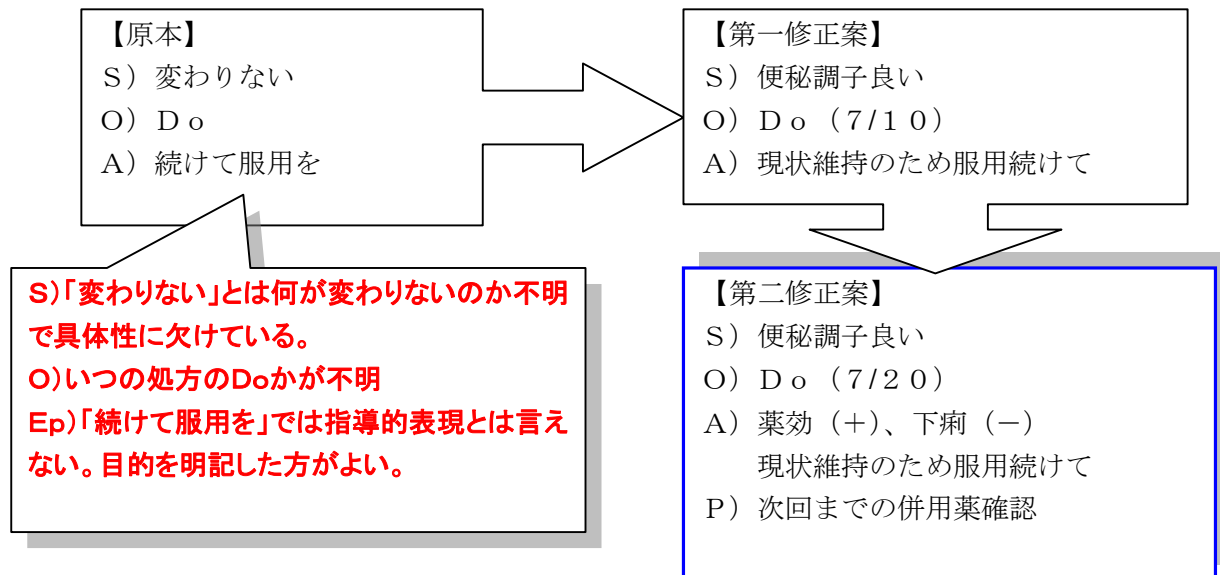 【原本】
S）変わりない
O）Do
A）続けて服用を
【第一修正案】
S）便秘調子良い
O）Do（7/10）
A）現状維持のため服用続けて
S)｢変わりない｣とは何が変わりないのか不明
で具体性に欠けている。
O)いつの処方のDoかが不明
Ep)｢続けて服用を｣では指導的表現とは言え
ない。目的を明記した方がよい。
【第二修正案】
S）便秘調子良い
O）Do（7/20）
A）薬効（＋）、下痢（－）
現状維持のため服用続けて
P）次回までの併用薬確認